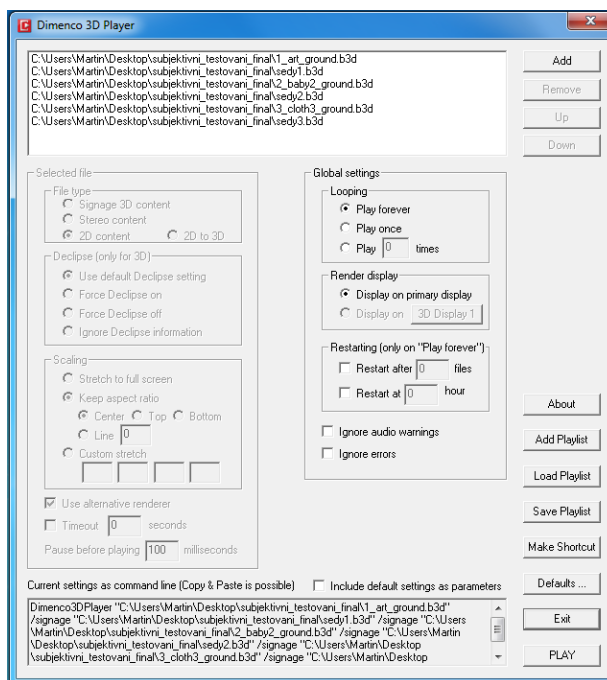 Dimenco 3D Player
C:\Users\Martin\Desktop\subjektivni_testovani_final\1_art_ground.b3d
C:\Users\Martin\Desktop\subjektivni_testovani_final\sedy1.b3d
C:\Users\Martin\Desktop\subjektivni_testovani_final\2_baby2_ground.b3d
C:\Users\Martin\Desktop\subjektivni_testovani_final\sedy2.b3d
C:\Users\Martin\Desktop\subjektivni_testovani_final\3_cloth3_ground.b3d
C:\Users\Martin\Desktop\subjektivni_testovani_final\sedy3.b3d
Add
Remove
Up
Down
Selected file
File type
Signage 3D content
Stereo content
2D content 2D to 3D
Declipse (only for 3D)
Use default Declipse setting
Force Declipse on
Force Declipse off
Ignore Declipse information
Scaling
Stretch to full screen
Keep aspect ratio
Center Top Bottom
Line 0
Custom stretch
Use alternative renderer
Timeout 0 seconds
Pause before playing 100 milliseconds
Global settings
Looping
Play forever
Play once
Play 0 times
Render display
Display on primary display
Display on 3D Display 1
Restarting (only on "Play forever")
Restart after 0 files
Restart at 0 hour
Ignore audio warnings
Ignore errors
About
Add Playlist
Load Playlist
Save Playlist
Make Shortcut
Defaults ...
Exit
PLAY
Current settings as command line (Copy & Paste is possible) Include default settings as parameters
Dimenco3DPlayer "C:\Users\Martin\Desktop\subjektivni_testovani_final\1_art_ground.b3d"
/signage "C:\Users\Martin\Desktop\subjektivni_testovani_final\sedy1.b3d" /signage "C:\Users
\Martin\Desktop\subjektivni_testovani_final\2_baby2_ground.b3d" /signage "C:\Users\Martin
\Desktop\subjektivni_testovani_final\sedy2.b3d" /signage "C:\Users\Martin\Desktop
\subjektivni_testovani_final\3_cloth3_ground.b3d" /signage "C:\Users\Martin\Desktop